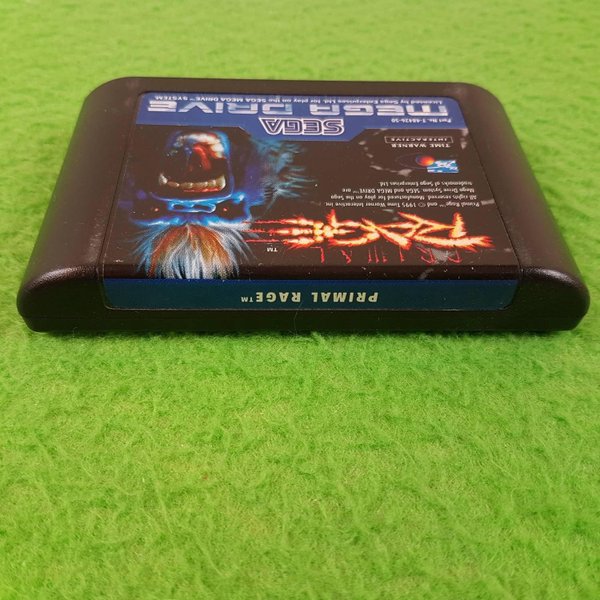 PRIMAL RAGE™
PRIMAL
RAGE
™
Primal Rage™ and © 1995 Time Warner Interactive Inc.
All rights reserved. Manufactured for play on the Sega
Mega Drive System. SEGA and MEGA DRIVE™ are
trademarks of Sega Enterprises Ltd.
TIME WARNER
INTERACTIVE
SEGA
Part No. T-48426-50
MEGA DRIVE
Licensed by Sega Enterprises Ltd. for play on the SEGA MEGA DRIVE™ SYSTEM.